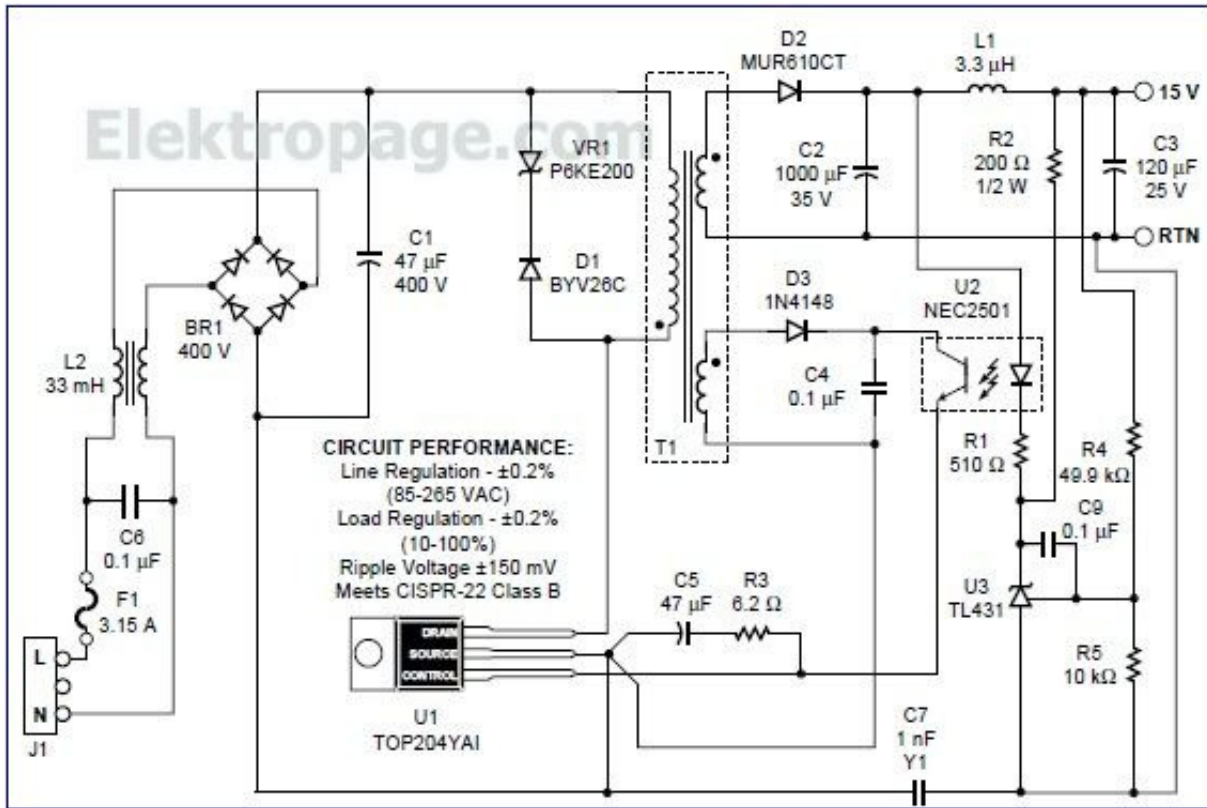 D2
MUR610CT
L1
3.3 μH
15 V
Elektropage.com
VR1
P6KE200
C2
1000 μF
35 V
R2
200 Ω
1/2 W
C3
120 μF
25 V
RTN
C1
47 μF
400 V
D1
BYV26C
D3
1N4148
U2
NEC2501
BR1
400 V
L2
33 mH
C4
0.1 μF
T1
R1
510 Ω
R4
49.9 kΩ
CIRCUIT PERFORMANCE:
Line Regulation - ±0.2%
(85-265 VAC)
Load Regulation - ±0.2%
(10-100%)
Ripple Voltage ±150 mV
Meets CISPR-22 Class B
C6
0.1 μF
C9
0.1 μF
F1
3.15 A
C5
47 μF
R3
6.2 Ω
U3
TL431
DRAIN
SOURCE
CONTROL
L
N
J1
R5
10 kΩ
U1
TOP204YAI
C7
1 nF
Y1